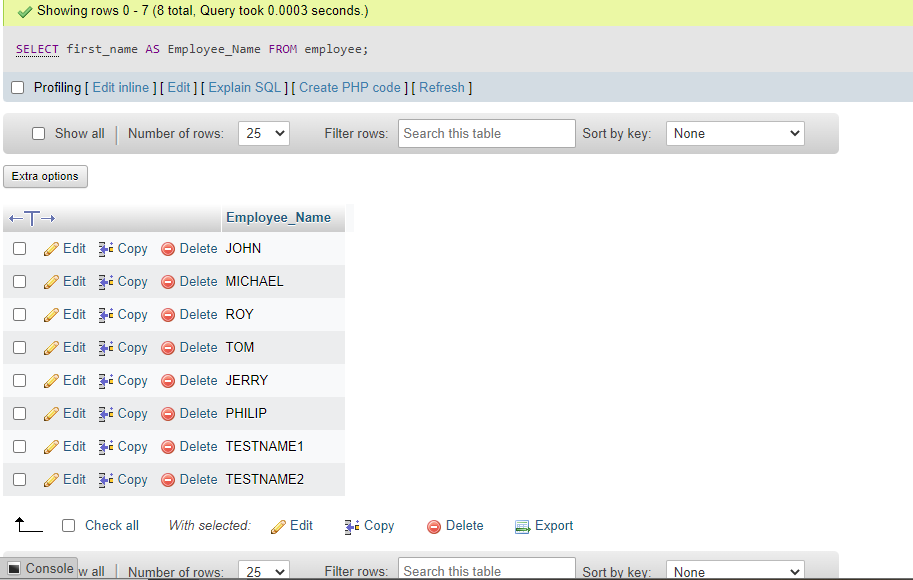 Showing rows 0 - 7 (8 total, Query took 0.0003 seconds.)
SELECT first_name AS Employee_Name FROM employee;
Profiling [ Edit inline ] [ Edit ] [ Explain SQL ] [ Create PHP code ] [ Refresh ]
Show all Number of rows: 25 Filter rows: Search this table Sort by key: None
Extra options
Employee_Name
Edit Copy Delete JOHN
Edit Copy Delete MICHAEL
Edit Copy Delete ROY
Edit Copy Delete TOM
Edit Copy Delete JERRY
Edit Copy Delete PHILIP
Edit Copy Delete TESTNAME1
Edit Copy Delete TESTNAME2
Check all With selected: Edit Copy Delete Export
Console w all Number of rows: 25 Filter rows: Search this table Sort by key: None